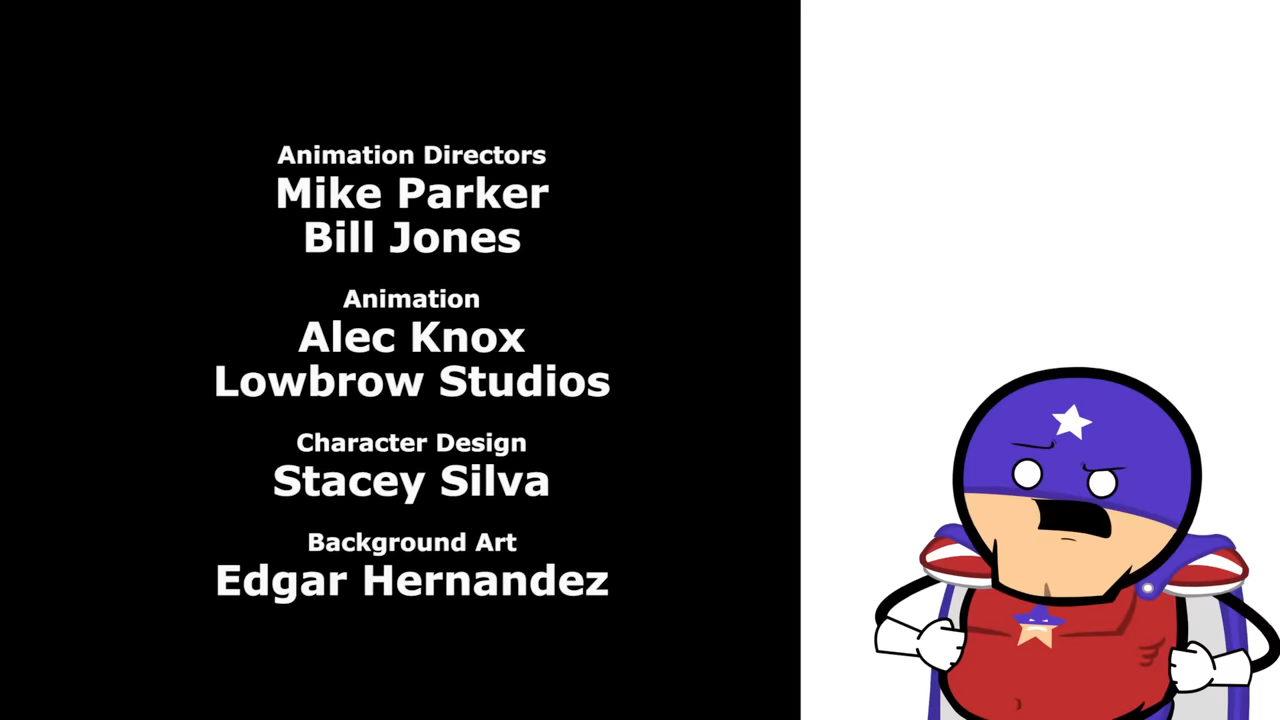 Animation Directors
Mike Parker
Bill Jones
Animation
Alec Knox
Lowbrow Studios
Character Design
Stacey Silva
Background Art
Edgar Hernandez